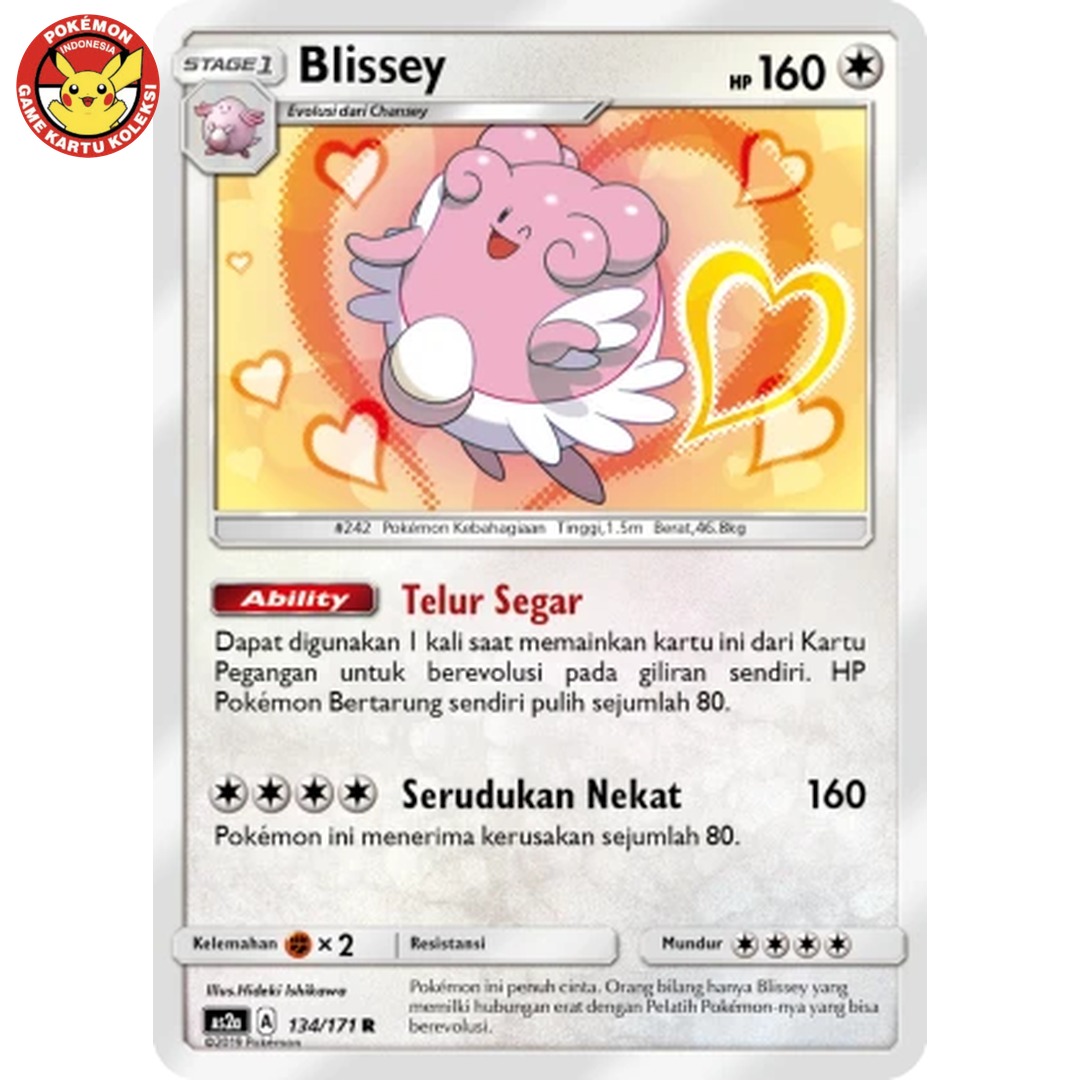 POKÉMON
INDONESIA
GAME KARTU KOLEKSI
STAGE 1 Blissey HP 160
Evolusi dari Chansey
#242 Pokémon Kebahagiaan Tinggi,1.5m Berat,46.8kg
Ability Telur Segar
Dapat digunakan 1 kali saat memainkan kartu ini dari Kartu
Pegangan untuk berevolusi pada giliran sendiri. HP
Pokémon Bertarung sendiri pulih sejumlah 80.
Serudukan Nekat 160
Pokémon ini menerima kerusakan sejumlah 80.
Kelemahan ×2 Resistansi Mundur
Illus.Hideki Ishikawa
Pokémon ini penuh cinta. Orang bilang hanya Blissey yang
memilki hubungan erat dengan Pelatih Pokémon-nya yang bisa
berevolusi.
AS2a A 134/171 R
©2019 Pokémon